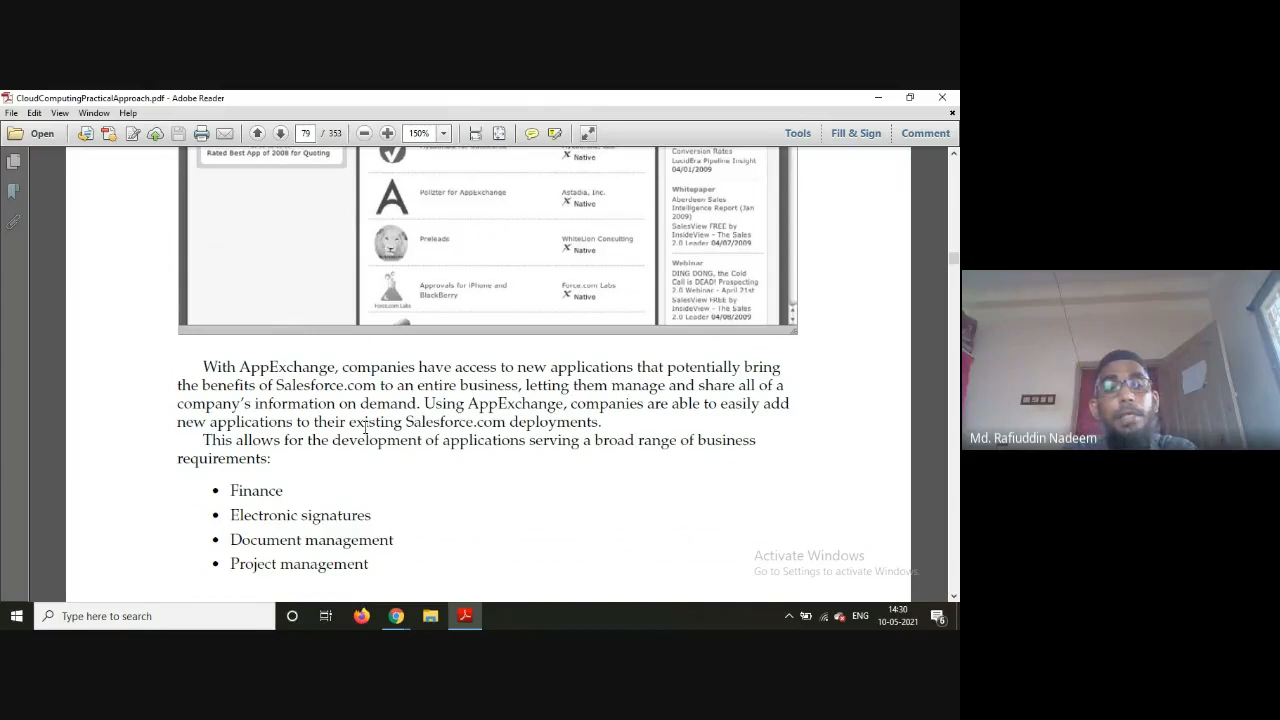 CloudComputingPracticalApproach.pdf - Adobe Reader
File Edit View Window Help
Open 79 / 353 150% Tools Fill & Sign Comment
Rated Best App of 2008 for Quoting
Native
Conversion Rates
LucidEra Pipeline Insight
04/01/2009
Polizter for AppExchange
Astadia, Inc.
Native
Whitepaper
Aberdeen Sales
Intelligence Report (Jan
2009)
SalesView FREE by
InsideView - The Sales
2.0 Leader 04/07/2009
Preleads
WhiteLion Consulting
Native
Webinar
DING DONG, the Cold
Call is DEAD! Prospecting
2.0 Webinar - April 21st
SalesView FREE by
InsideView - The Sales
2.0 Leader 04/08/2009
Force.com Labs
Approvals for iPhone and
BlackBerry
Force.com Labs
Native
With AppExchange, companies have access to new applications that potentially bring
the benefits of Salesforce.com to an entire business, letting them manage and share all of a
company's information on demand. Using AppExchange, companies are able to easily add
new applications to their existing Salesforce.com deployments.
This allows for the development of applications serving a broad range of business
requirements:
• Finance
• Electronic signatures
• Document management
• Project management
Activate Windows
Go to Settings to activate Windows.
Type here to search
ENG
14:30
10-05-2021
6
Md. Rafiuddin Nadeem